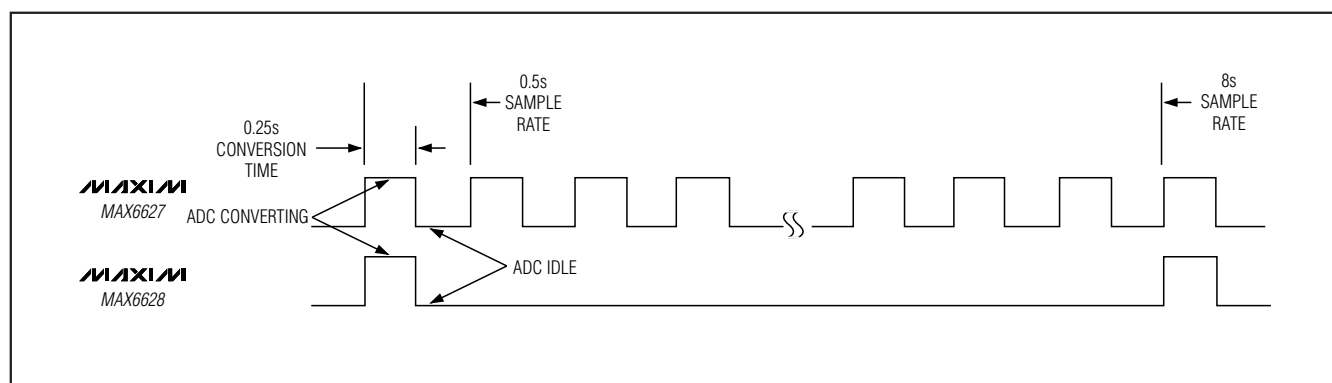 0.5s
SAMPLE
RATE
8s
SAMPLE
RATE
0.25s
CONVERSION
TIME
MAXIM
MAX6627
ADC CONVERTING
ADC IDLE
MAXIM
MAX6628